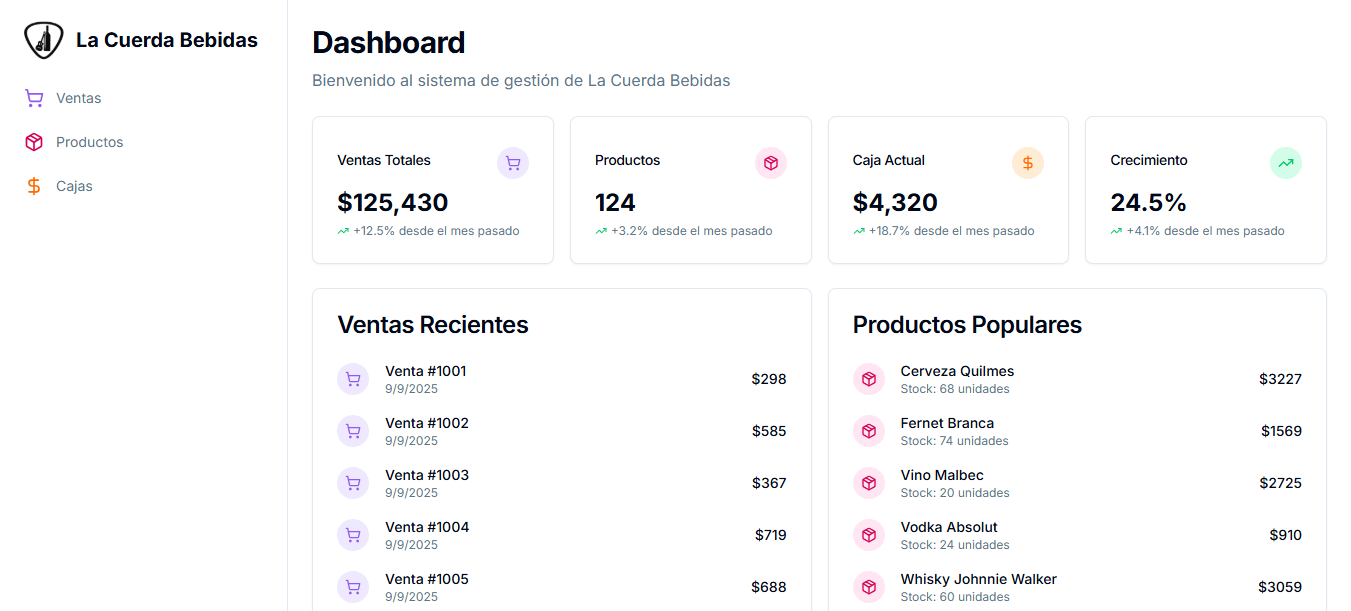 La Cuerda Bebidas
Ventas
Productos
Cajas
Dashboard
Bienvenido al sistema de gestión de La Cuerda Bebidas
Ventas Totales
$125,430
+12.5% desde el mes pasado
Productos
124
+3.2% desde el mes pasado
Caja Actual
$4,320
+18.7% desde el mes pasado
Crecimiento
24.5%
+4.1% desde el mes pasado
Ventas Recientes
Venta #1001
9/9/2025
$298
Venta #1002
9/9/2025
$585
Venta #1003
9/9/2025
$367
Venta #1004
9/9/2025
$719
Venta #1005
9/9/2025
$688
Productos Populares
Cerveza Quilmes
Stock: 68 unidades
$3227
Fernet Branca
Stock: 74 unidades
$1569
Vino Malbec
Stock: 20 unidades
$2725
Vodka Absolut
Stock: 24 unidades
$910
Whisky Johnnie Walker
Stock: 60 unidades
$3059